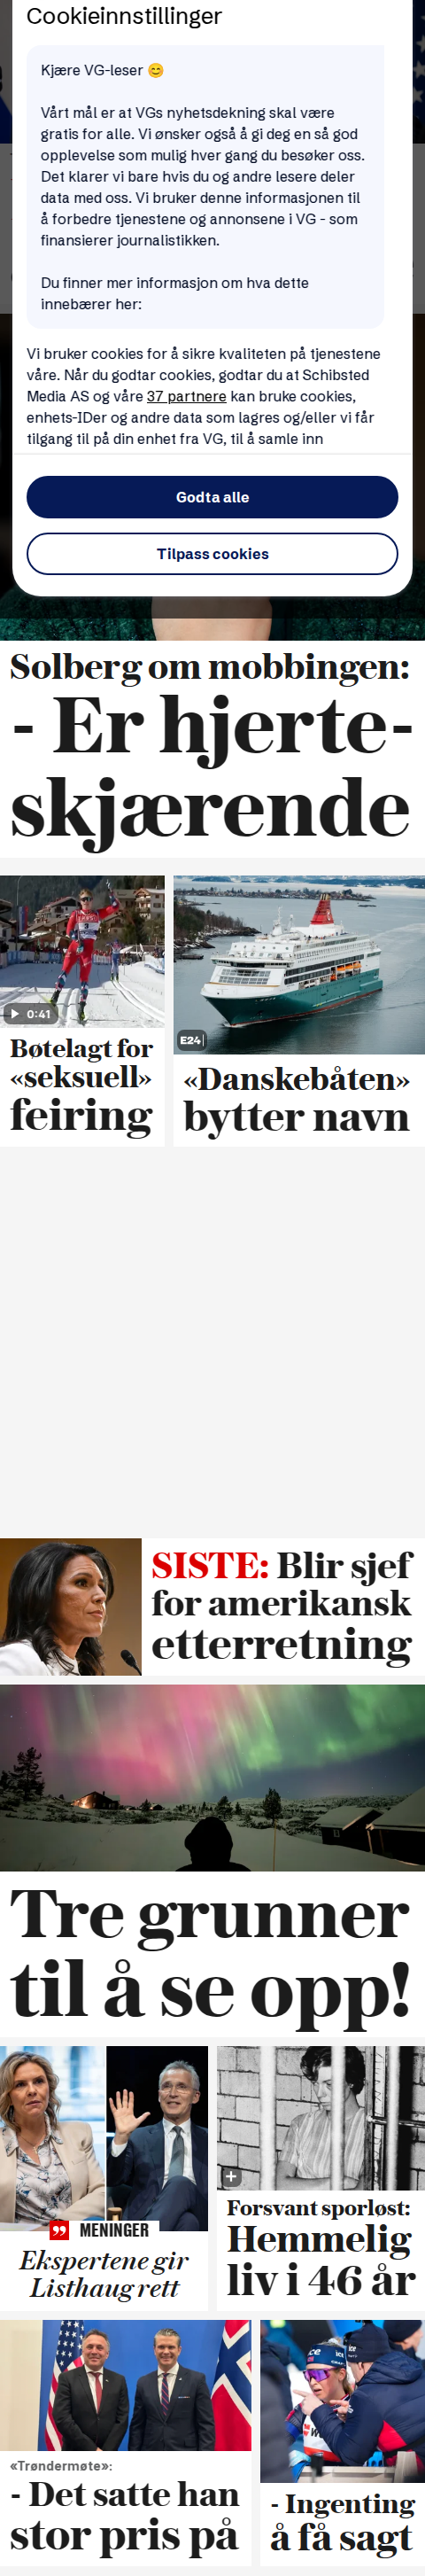 Cookieinnstillinger
Kjære VG-leser 😊
Vårt mål er at VGs nyhetsdekning skal være
gratis for alle. Vi ønsker også å gi deg en så god
opplevelse som mulig hver gang du besøker oss.
Det klarer vi bare hvis du og andre lesere deler
data med oss. Vi bruker denne informasjonen til
å forbedre tjenestene og annonsene i VG - som
finansierer journalistikken.
Du finner mer informasjon om hva dette
innebærer her:
Vi bruker cookies for å sikre kvaliteten på tjenestene
våre. Når du godtar cookies, godtar du at Schibsted
Media AS og våre 37 partnere kan bruke cookies,
enhets-IDer og andre data som lagres og/eller vi får
tilgang til på din enhet fra VG, til å samle inn
Godta alle
Tilpass cookies
Solberg om mobbingen:
- Er hjerte-
skjærende
0:41
Bøtelagt for
«seksuell»
feiring
E24
«Danskebåten»
bytter navn
SISTE: Blir sjef
for amerikansk
etterretning
Tre grunner
til å se opp!
MENINGER
Ekspertene gir
Listhaug rett
Forsvant sporløst:
Hemmelig
liv i 46 år
«Trøndermøte»:
- Det satte han
stor pris på
- Ingenting
å få sagt